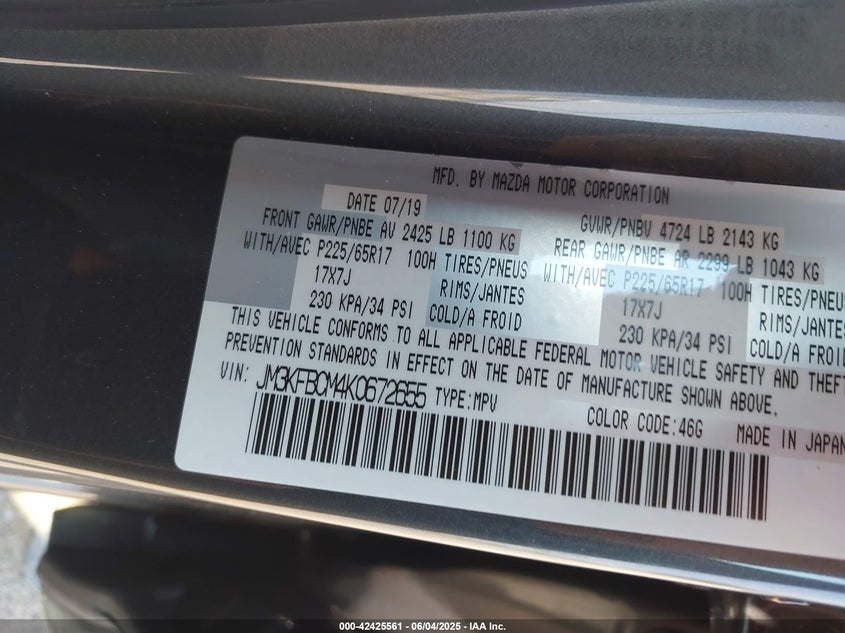 MFD. BY MAZDA MOTOR CORPORATION
DATE 07/19
FRONT GAWR/PNBE AV 2425 LB 1100 KG
WITH/AVEC P225/65R17 100H TIRES/PNEUS
17X7J RIMS/JANTES
230 KPA/34 PSI COLD/A FROID
GVWR/PNBV 4724 LB 2143 KG
REAR GAWR/PNBE AR 2299 LB 1043 KG
WITH/AVEC P225/65R17 100H TIRES/PNEUS
17X7J RIMS/JANTES
230 KPA/34 PSI COLD/A FROID
THIS VEHICLE CONFORMS TO ALL APPLICABLE FEDERAL MOTOR VEHICLE SAFETY AND THEFT
PREVENTION STANDARDS IN EFFECT ON THE DATE OF MANUFACTURE SHOWN ABOVE.
VIN: JM3KFBCM4K0672655 TYPE:MPV
COLOR CODE:46G MADE IN JAPAN
000-42425561 | 06/04/2025 | IAA Inc.